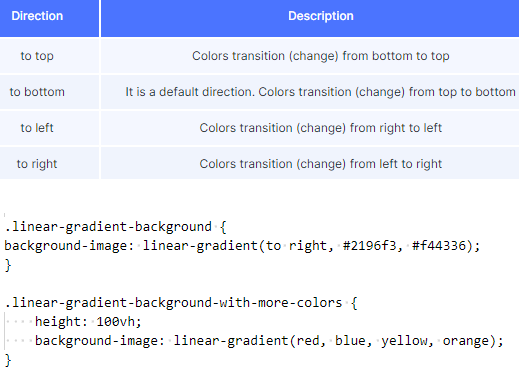 Direction Description
to top Colors transition (change) from bottom to top
to bottom It is a default direction. Colors transition (change) from top to bottom
to left Colors transition (change) from right to left
to right Colors transition (change) from left to right
.linear-gradient-background {
background-image: linear-gradient(to right, #2196f3, #f44336);
}
.linear-gradient-background-with-more-colors {
    height: 100vh;
    background-image: linear-gradient(red, blue, yellow, orange);
}